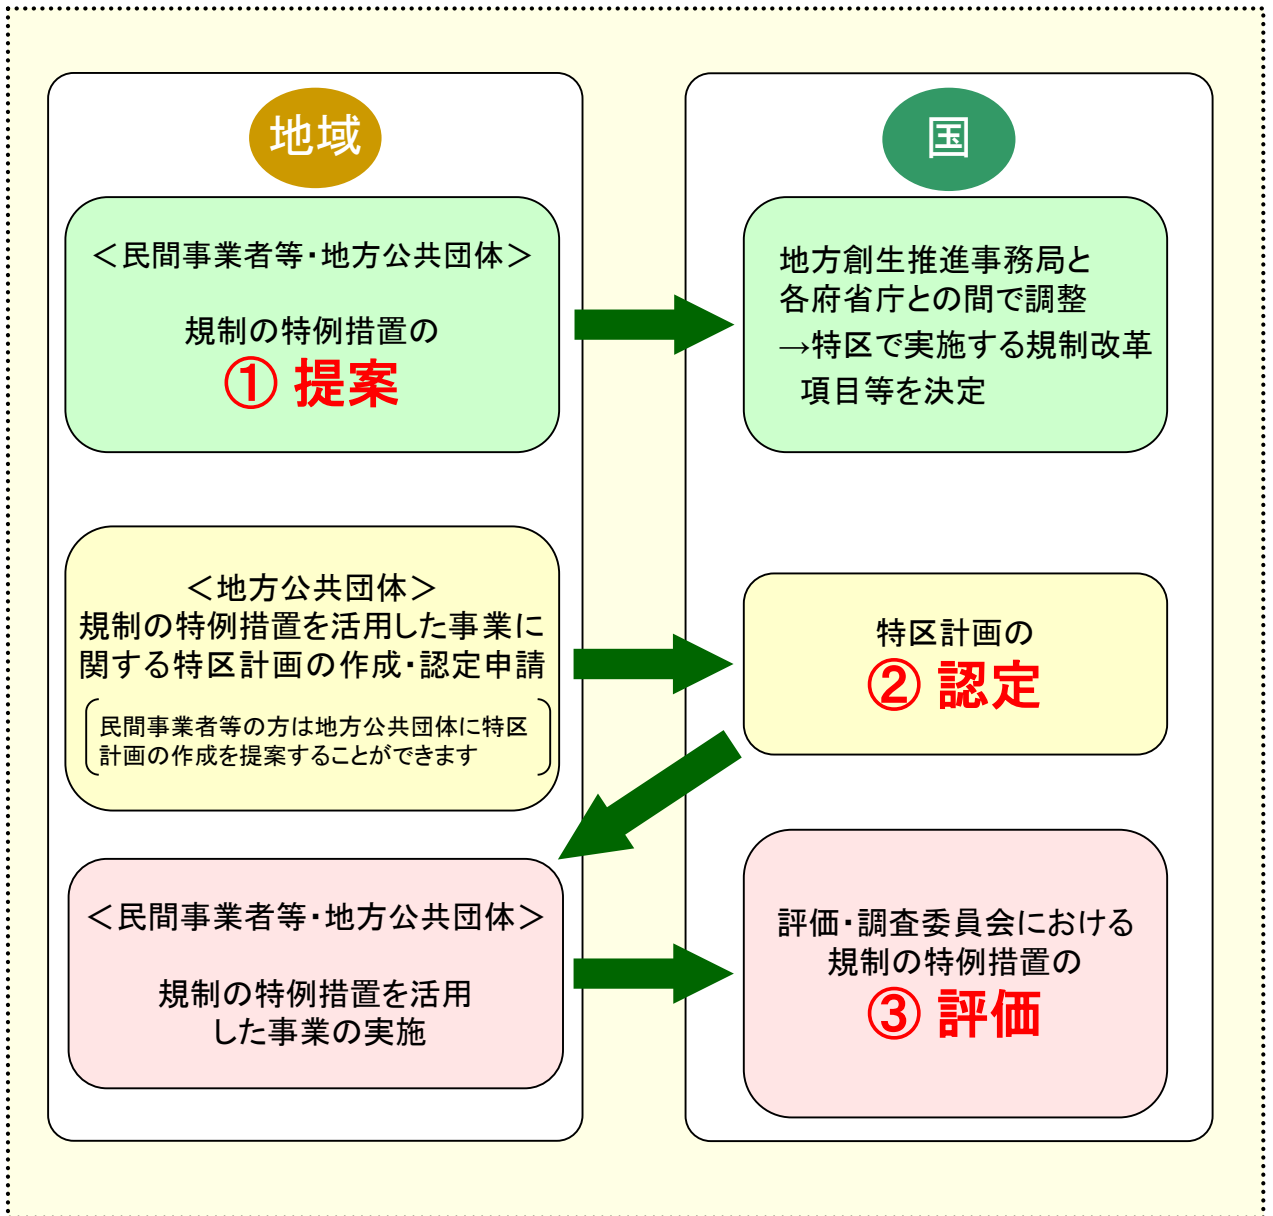 地域
＜民間事業者等・地方公共団体＞
規制の特例措置の
① 提案
国
地方創生推進事務局と
各府省庁との間で調整
→特区で実施する規制改革
項目等を決定
＜地方公共団体＞
規制の特例措置を活用した事業に
関する特区計画の作成・認定申請
民間事業者等の方は地方公共団体に特区
計画の作成を提案することができます
特区計画の
② 認定
＜民間事業者等・地方公共団体＞
規制の特例措置を活用
した事業の実施
評価・調査委員会における
規制の特例措置の
③ 評価